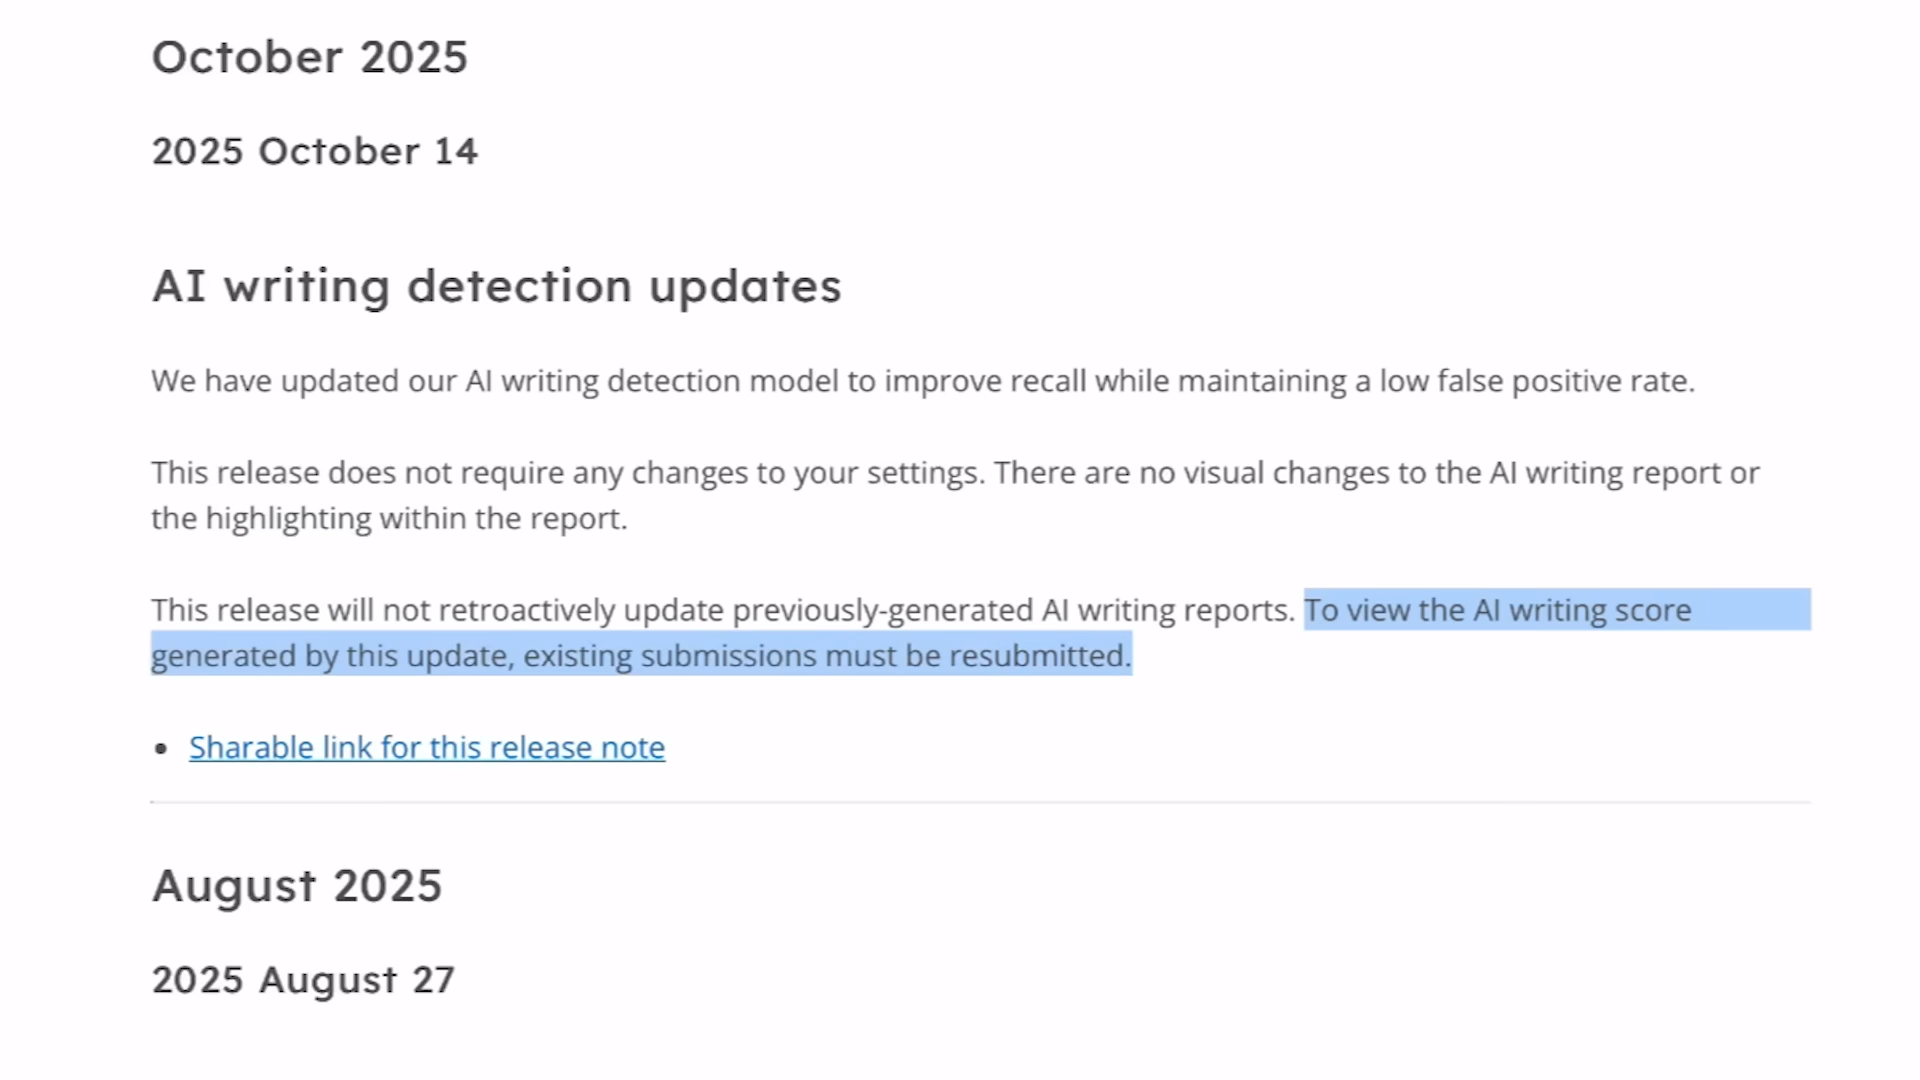 October 2025
2025 October 14
AI writing detection updates
We have updated our AI writing detection model to improve recall while maintaining a low false positive rate.
This release does not require any changes to your settings. There are no visual changes to the AI writing report or
the highlighting within the report.
This release will not retroactively update previously-generated AI writing reports. To view the AI writing score
generated by this update, existing submissions must be resubmitted.
• Sharable link for this release note
August 2025
2025 August 27